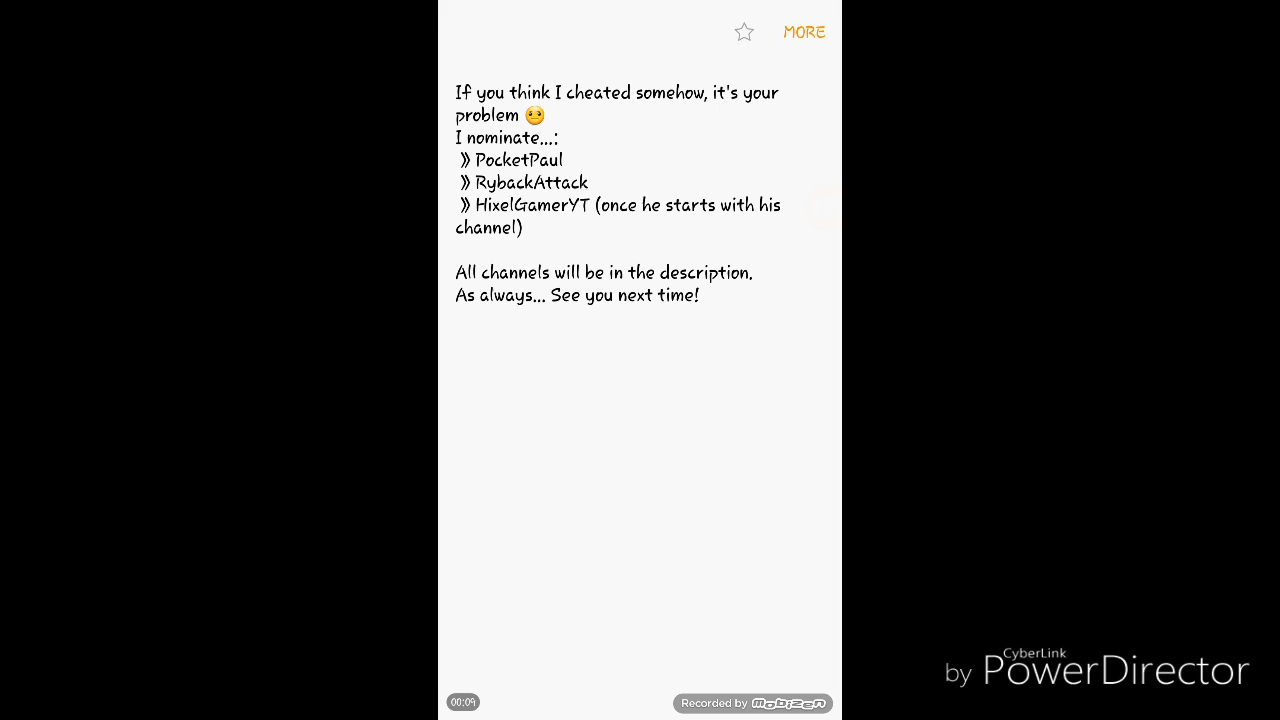 MORE
If you think I cheated somehow, it's your
problem 😐
I nominate...:
》PocketPaul
》RybackAttack
》HixelGamerYT (once he starts with his
channel)
All channels will be in the description.
As always... See you next time!
00:09
Recorded by mobizen
CyberLink
by PowerDirector